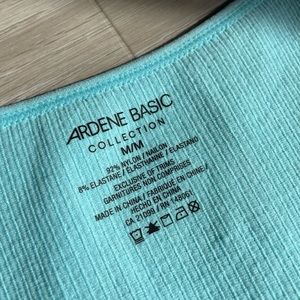 ARDENE BASIC
COLLECTION
M/M
92% NYLON / NAILON
8% ELASTANE / ELASTHANNE / ELASTANO
EXCLUSIVE OF TRIMS
GARNITURES NON COMPRISES
MADE IN CHINA / FABRIQUÉ EN CHINE /
HECHO EN CHINA
CA 21099 / RN 148061